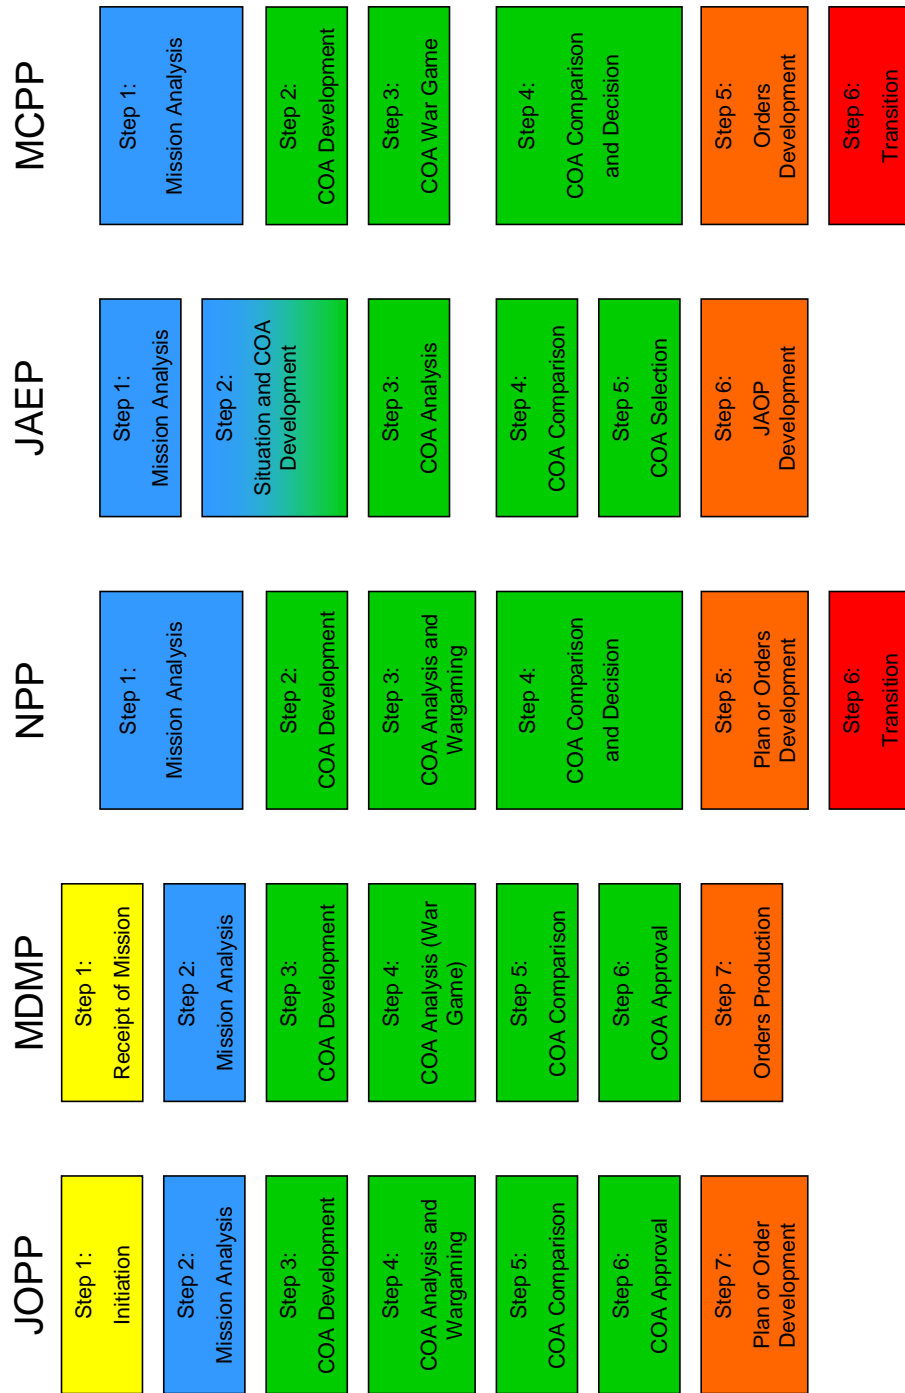 JOPP
Step 1:
Initiation
Step 2:
Mission Analysis
Step 3:
COA Development
Step 4:
COA Analysis and
Wargaming
Step 5:
COA Comparison
Step 6:
COA Approval
Step 7:
Plan or Order
Development
MDMP
Step 1:
Receipt of Mission
Step 2:
Mission Analysis
Step 3:
COA Development
Step 4:
COA Analysis (War
Game)
Step 5:
COA Comparison
Step 6:
COA Approval
Step 7:
Orders Production
NPP
Step 1:
Mission Analysis
Step 2:
COA Development
Step 3:
COA Analysis and
Wargaming
Step 4:
COA Comparison
and Decision
Step 5:
Plan or Orders
Development
Step 6:
Transition
JAEP
Step 1:
Mission Analysis
Step 2:
Situation and COA
Development
Step 3:
COA Analysis
Step 4:
COA Comparison
Step 5:
COA Selection
Step 6:
JAOP
Development
MCPP
Step 1:
Mission Analysis
Step 2:
COA Development
Step 3:
COA War Game
Step 4:
COA Comparison
and Decision
Step 5:
Orders
Development
Step 6:
Transition